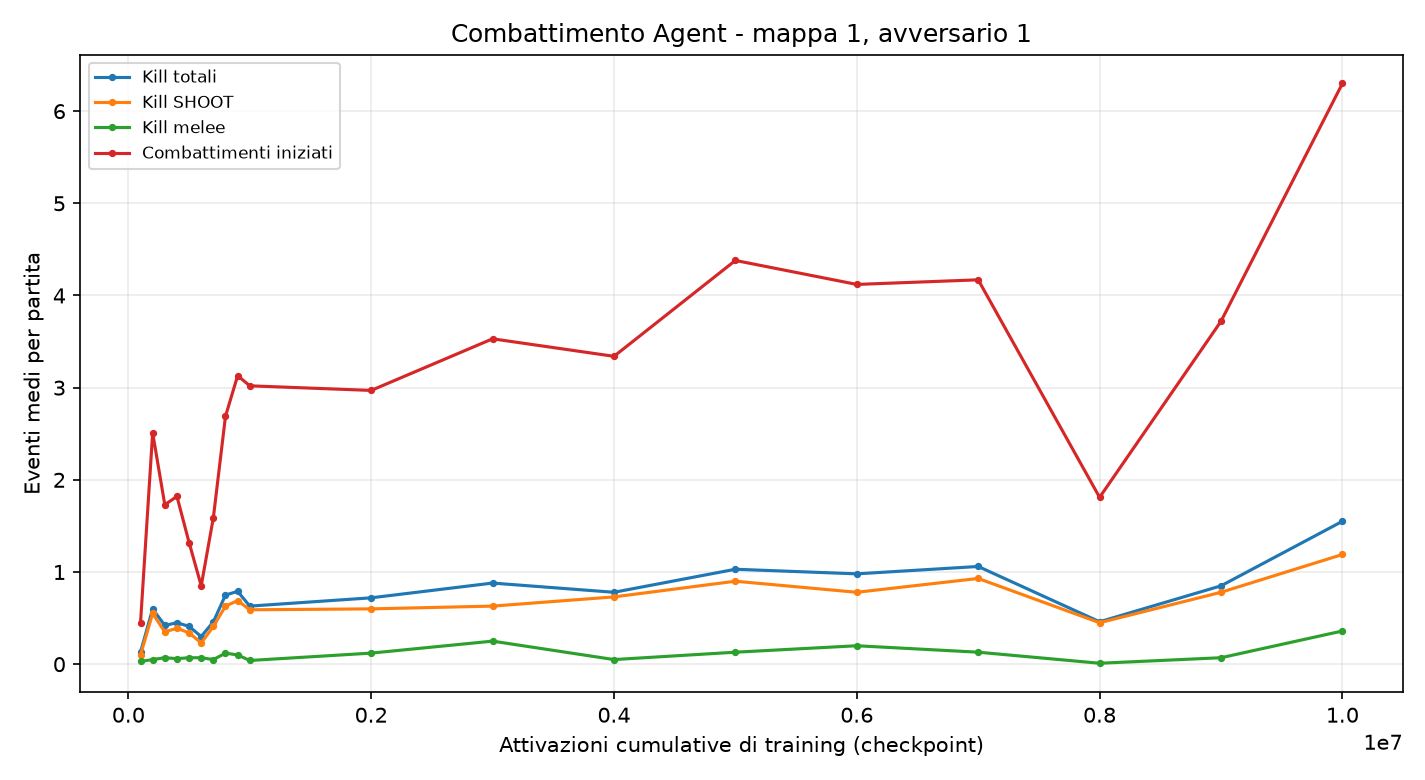 Combattimento Agent - mappa 1, avversario 1
Kill totali
Kill SHOOT
Kill melee
Combattimenti iniziati
Eventi medi per partita
6
5
4
3
2
1
0
0.0 0.2 0.4 0.6 0.8 1.0
1e7
Attivazioni cumulative di training (checkpoint)